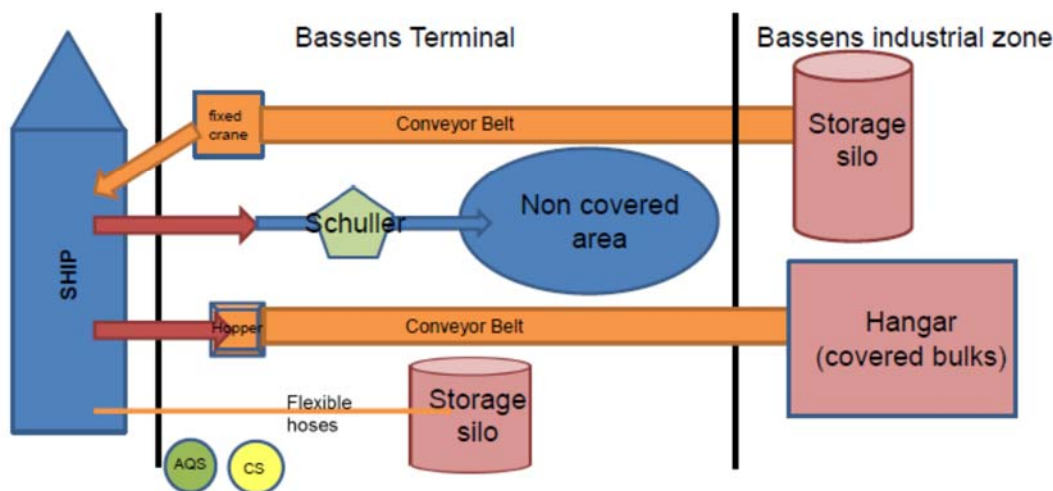 Bassens Terminal
Bassens industrial zone
fixed
crane
Conveyor Belt
Storage
silo
Schuller
Non covered
area
SHIP
Hopper
Conveyor Belt
Hangar
(covered bulks)
Flexible
hoses
Storage
silo
AQS
CS